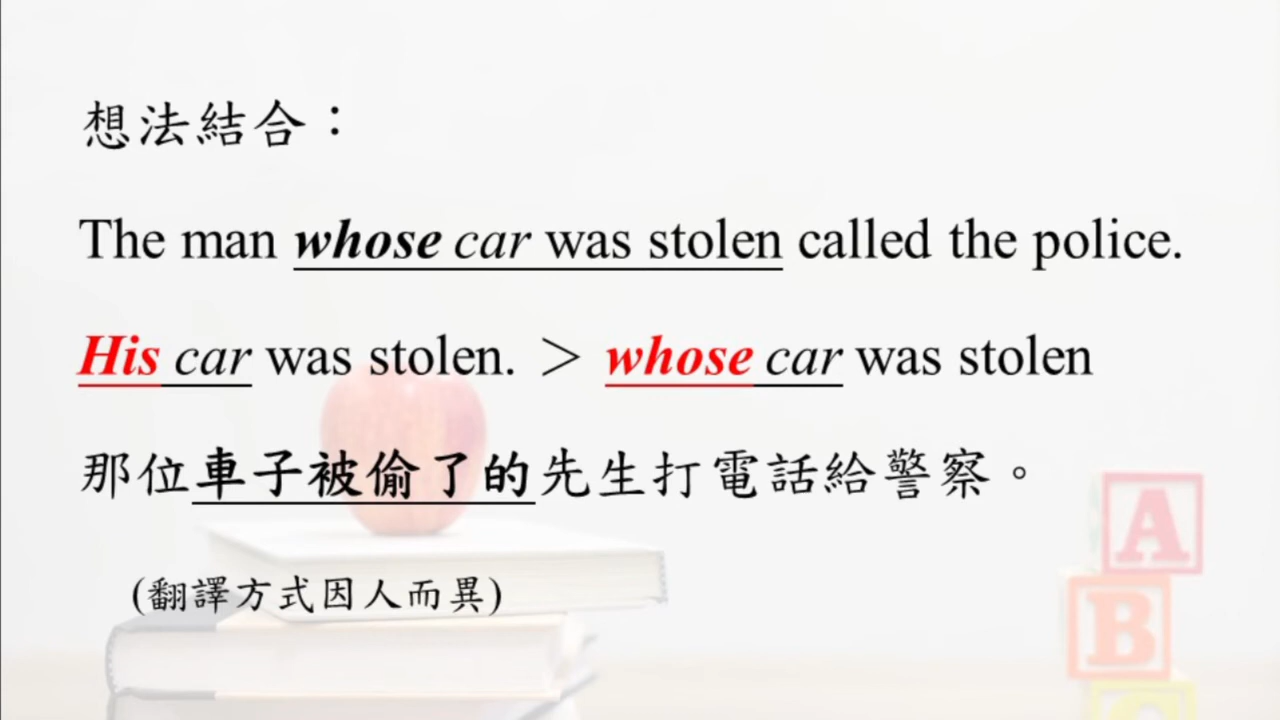 想法結合：
The man whose car was stolen called the police.
His car was stolen. ＞ whose car was stolen
那位車子被偷了的先生打電話給警察。
(翻譯方式因人而異)
A
B
C